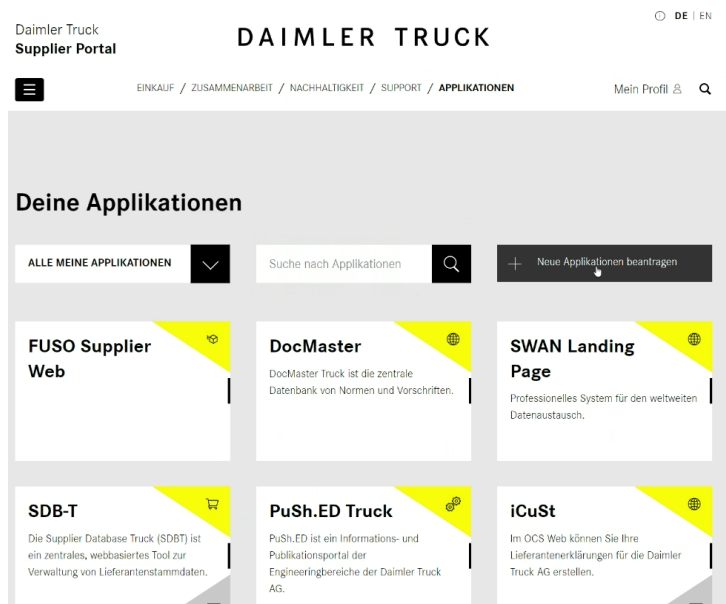 DE | EN
Daimler Truck
Supplier Portal
DAIMLER TRUCK
EINKAUF / ZUSAMMENARBEIT / NACHHALTIGKEIT / SUPPORT / APPLIKATIONEN
Mein Profil
Deine Applikationen
ALLE MEINE APPLIKATIONEN
Suche nach Applikationen
Neue Applikationen beantragen
FUSO Supplier
Web
DocMaster
DocMaster Truck ist die zentrale
Datenbank von Normen und Vorschriften.
SWAN Landing
Page
Professionelles System für den weltweiten
Datenaustausch.
SDB-T
Die Supplier Database Truck (SDBT) ist
ein zentrales, webbasiertes Tool zur
Verwaltung von Lieferantenstammdaten.
PuSh.ED Truck
PuSh.ED ist ein Informations- und
Publikationsportal der
Engineeringbereiche der Daimler Truck
AG.
iCuSt
Im OCS Web können Sie Ihre
Lieferantenerklärungen für die Daimler
Truck AG erstellen.